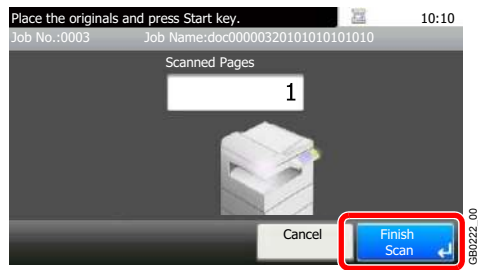 Place the originals and press Start key.
10:10
Job No.:0003
Job Name:doc00000320101010101010
Scanned Pages
1
Cancel
Finish
Scan
GB0222_00